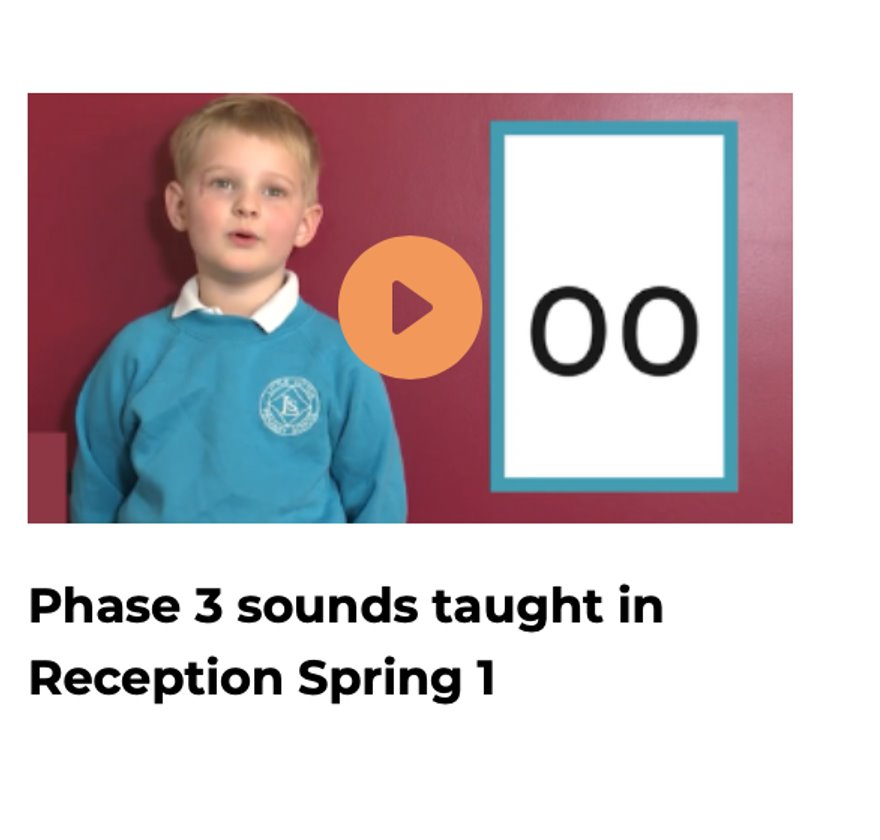 oo
Phase 3 sounds taught in
Reception Spring 1